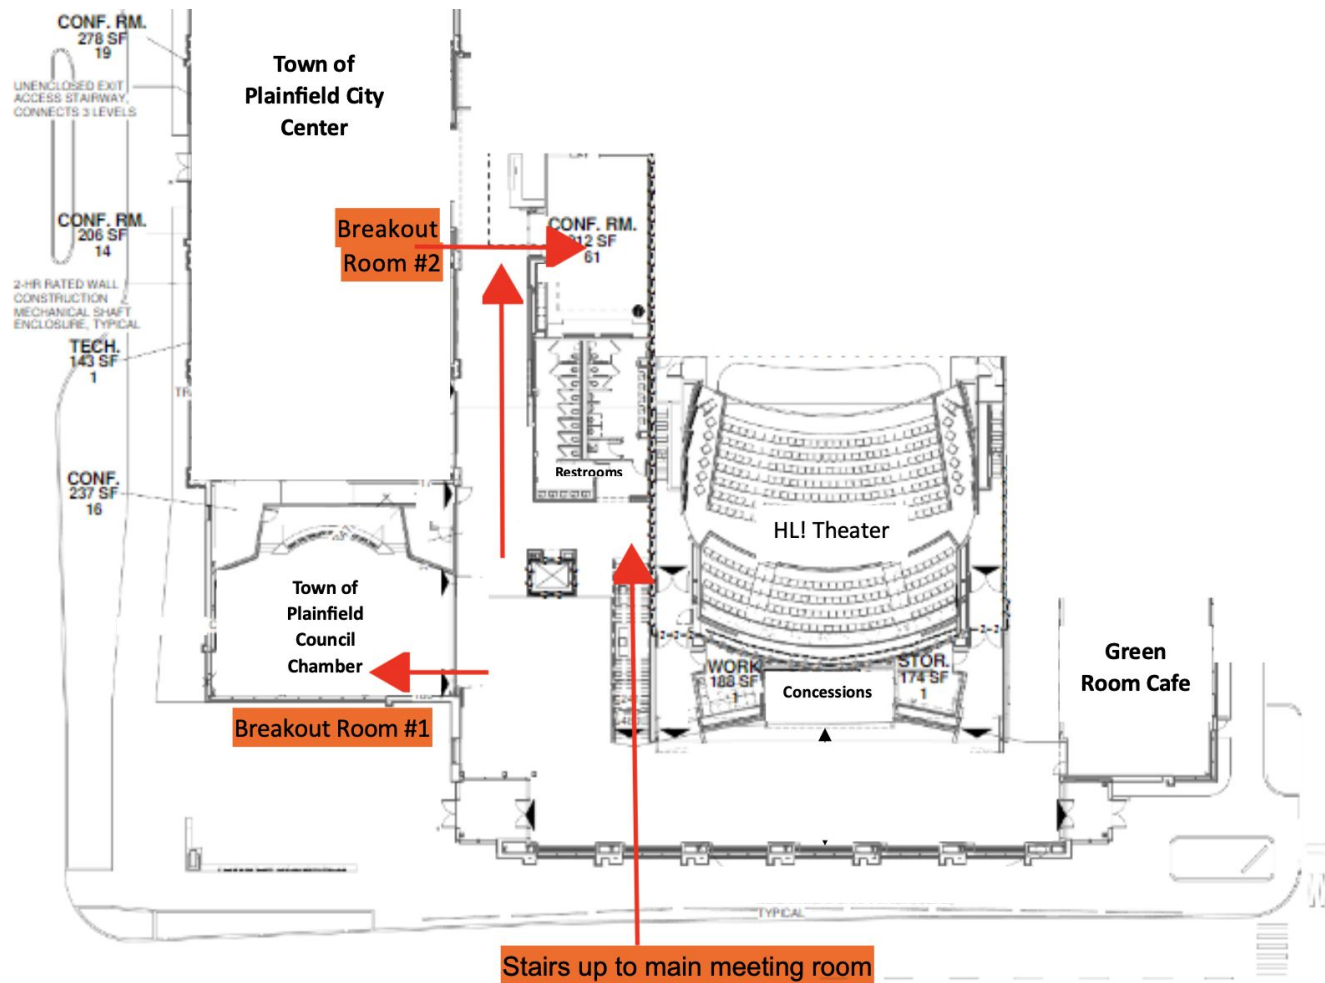 CONF. RM.
278 SF
19
UNENCLOSED EXIT
ACCESS STAIRWAY,
CONNECTS 3 LEVELS
Town of
Plainfield City
Center
CONF. RM.
206 SF
14
2-HR RATED WALL
CONSTRUCTION
MECHANICAL SHAFT
ENCLOSURE, TYPICAL
TECH.
143 SF
1
CONF.
237 SF
16
Breakout
Room #2
CONF. RM.
SF
61
Restrooms
HL! Theater
Town of
Plainfield
Council
Chamber
Breakout Room #1
WORK
188 SF
1
Concessions
STOR.
174 SF
1
Green
Room Cafe
TYPICAL
Stairs up to main meeting room